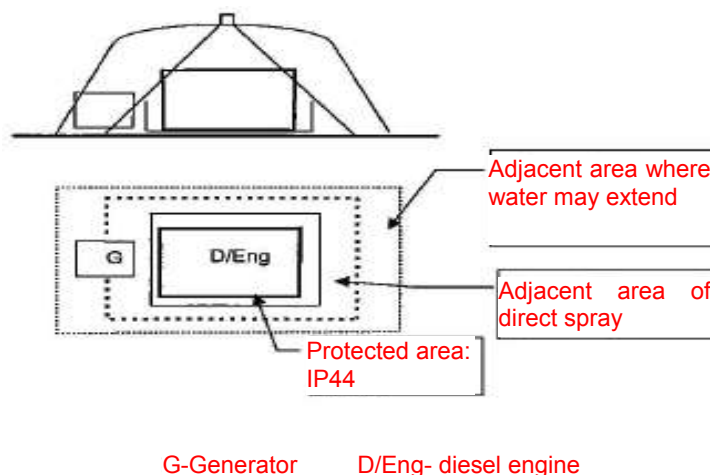 Adjacent area where
water may extend
G
D/Eng
Adjacent area of
direct spray
Protected area:
IP44
G-Generator D/Eng- diesel engine